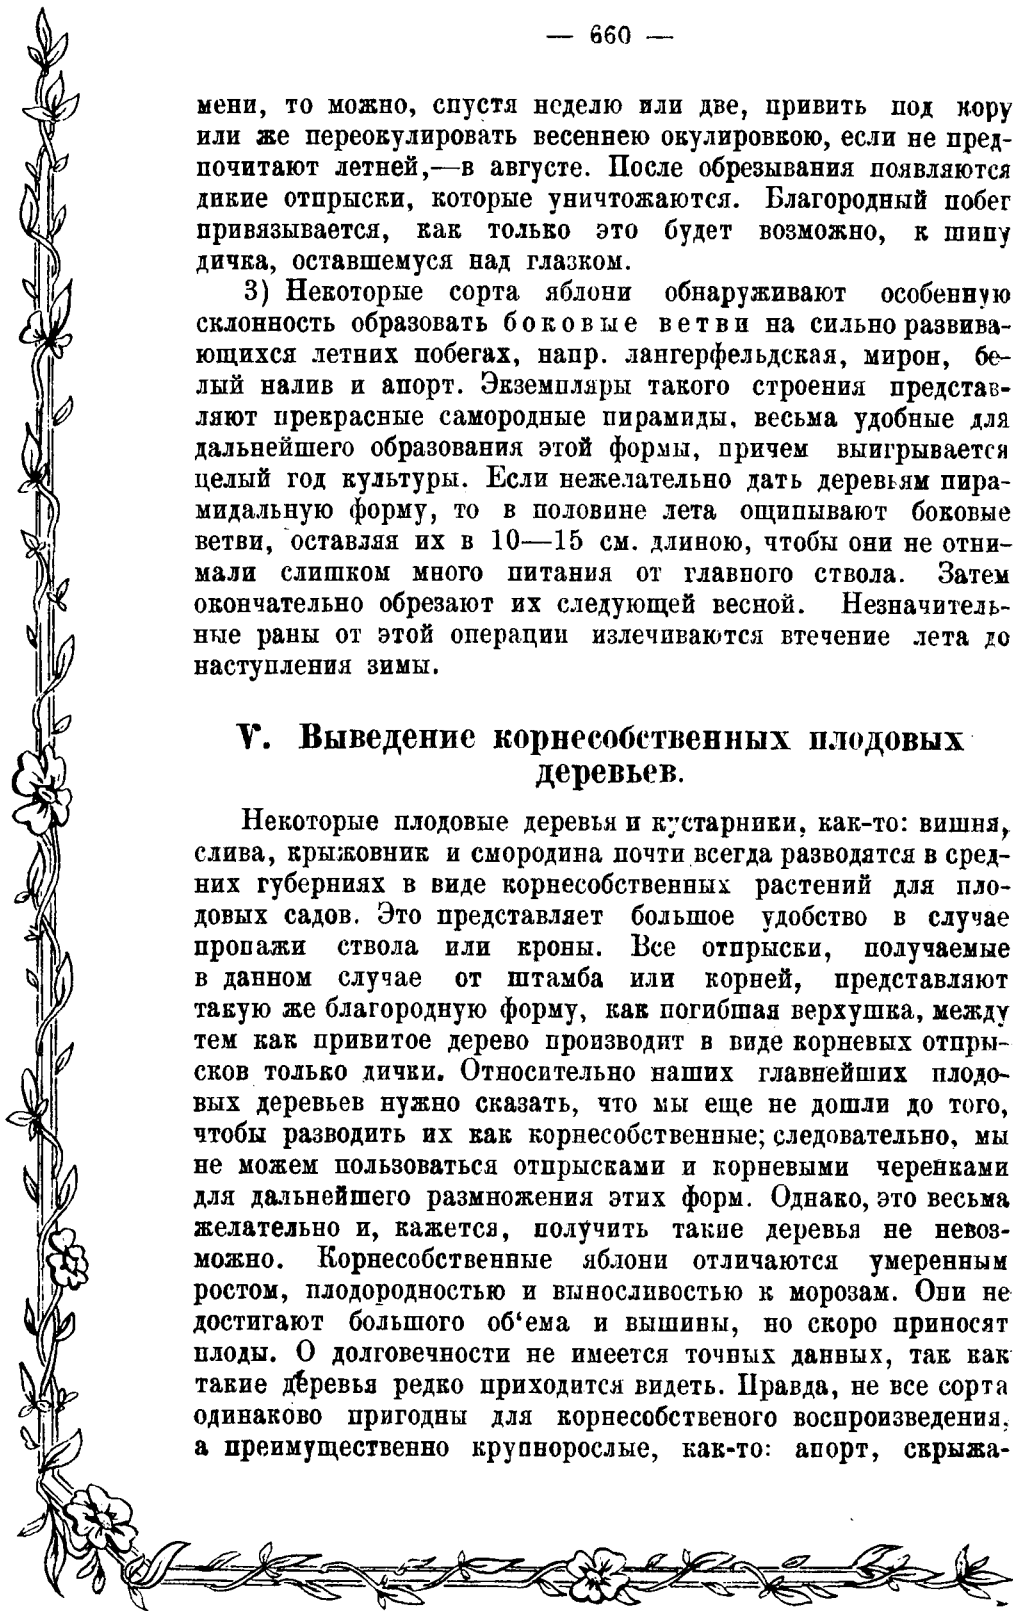 — 660 —
мени, то можно, спустя неделю или две, привить под кору
или же переокулировать весеннею окулировкою, если не пред-
почитают летней,—в августе. После обрезывания появляются
дикие отпрыски, которые уничтожаются. Благородный побег
привязывается, как только это будет возможно, к шипу
дичка, оставшемуся над глазком.
3) Некоторые сорта яблони обнаруживают особенную
склонность образовать боковые ветви на сильно развива-
ющихся летних побегах, напр. лангерфельдская, мирон, бе-
лый налив и апорт. Экземпляры такого строения представ-
ляют прекрасные самородные пирамиды, весьма удобные для
дальнейшего образования этой формы, причем выигрывается
целый год культуры. Если нежелательно дать деревьям пира-
мидальную форму, то в половине лета ощипывают боковые
ветви, оставляя их в 10—15 см. длиною, чтобы они не отни-
мали слишком много питания от главного ствола. Затем
окончательно обрезают их следующей весной. Незначитель-
ные раны от этой операции излечиваются втечение лета до
наступления зимы.
V. Выведение корнесобственных плодовых
деревьев.
Некоторые плодовые деревья и кустарники, как-то: вишня,
слива, крыжовник и смородина почти всегда разводятся в сред-
них губерниях в виде корнесобственных растений для пло-
довых садов. Это представляет большое удобство в случае
пропажи ствола или кроны. Все отпрыски, получаемые
в данном случае от штамба или корней, представляют
такую же благородную форму, как погибшая верхушка, между
тем как привитое дерево производит в виде корневых отпры-
сков только дички. Относительно наших главнейших плодо-
вых деревьев нужно сказать, что мы еще не дошли до того,
чтобы разводить их как корнесобственные; следовательно, мы
не можем пользоваться отпрысками и корневыми черенками
для дальнейшего размножения этих форм. Однако, это весьма
желательно и, кажется, получить такие деревья не невоз-
можно. Корнесобственные яблони отличаются умеренным
ростом, плодородностью и выносливостью к морозам. Они не
достигают большого об‘ема и вышины, но скоро приносят
плоды. О долговечности не имеется точных данных, так как
такие деревья редко приходится видеть. Правда, не все сорта
одинаково пригодны для корнесобственого воспроизведения,
а преимущественно крупнорослые, как-то: апорт, скрыжа-